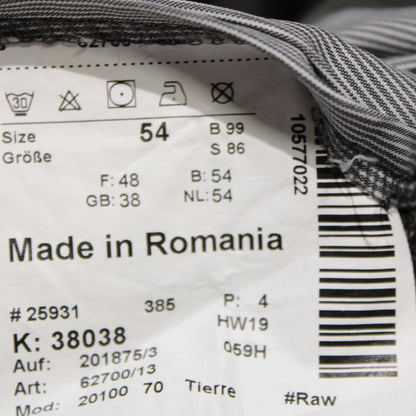 62700
30
Size 54 B 99
Größe S 86
F: 48 B: 54
GB: 38 NL: 54
10577022
Made in Romania
# 25931 385 P: 4
K: 38038 HW19
Auf: 201875/3 059H
Art: 62700/13
Mod: 20100 70 Tierre #Raw